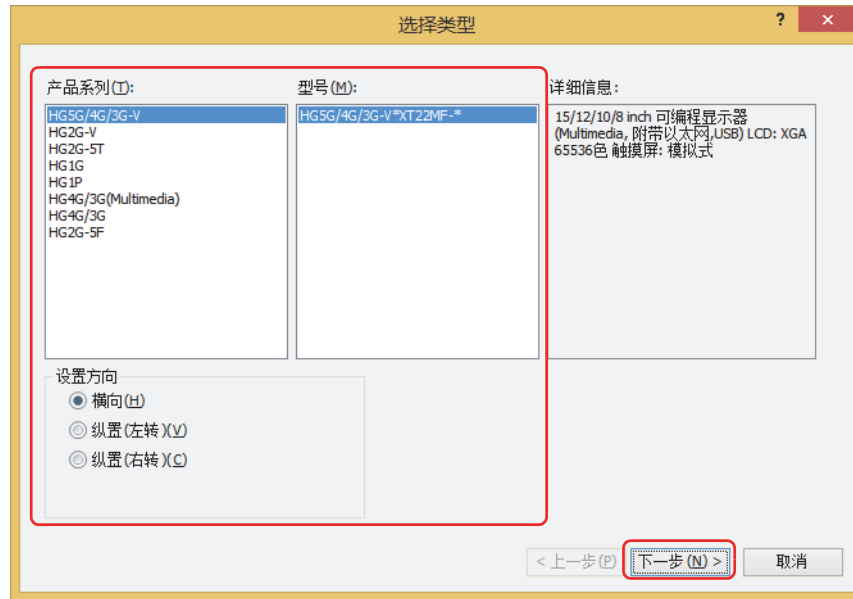 选择类型
?
产品系列(T):
HG5G/4G/3G-V
HG2G-V
HG2G-5T
HG1G
HG1P
HG4G/3G(Multimedia)
HG4G/3G
HG2G-5F
型号(M):
HG5G/4G/3G-V*XT22MF-*
详细信息:
15/12/10/8 inch 可编程显示器
(Multimedia, 附带以太网,USB) LCD: XGA
65536色 触摸屏: 模拟式
设置方向
横向(H)
纵置(左转)(V)
纵置(右转)(C)
< 上一步(P)
下一步(N) >
取消